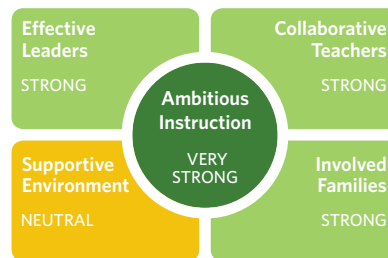 Effective
Leaders
STRONG
Collaborative
Teachers
STRONG
Ambitious
Instruction
VERY
STRONG
Supportive
Environment
NEUTRAL
Involved
Families
STRONG